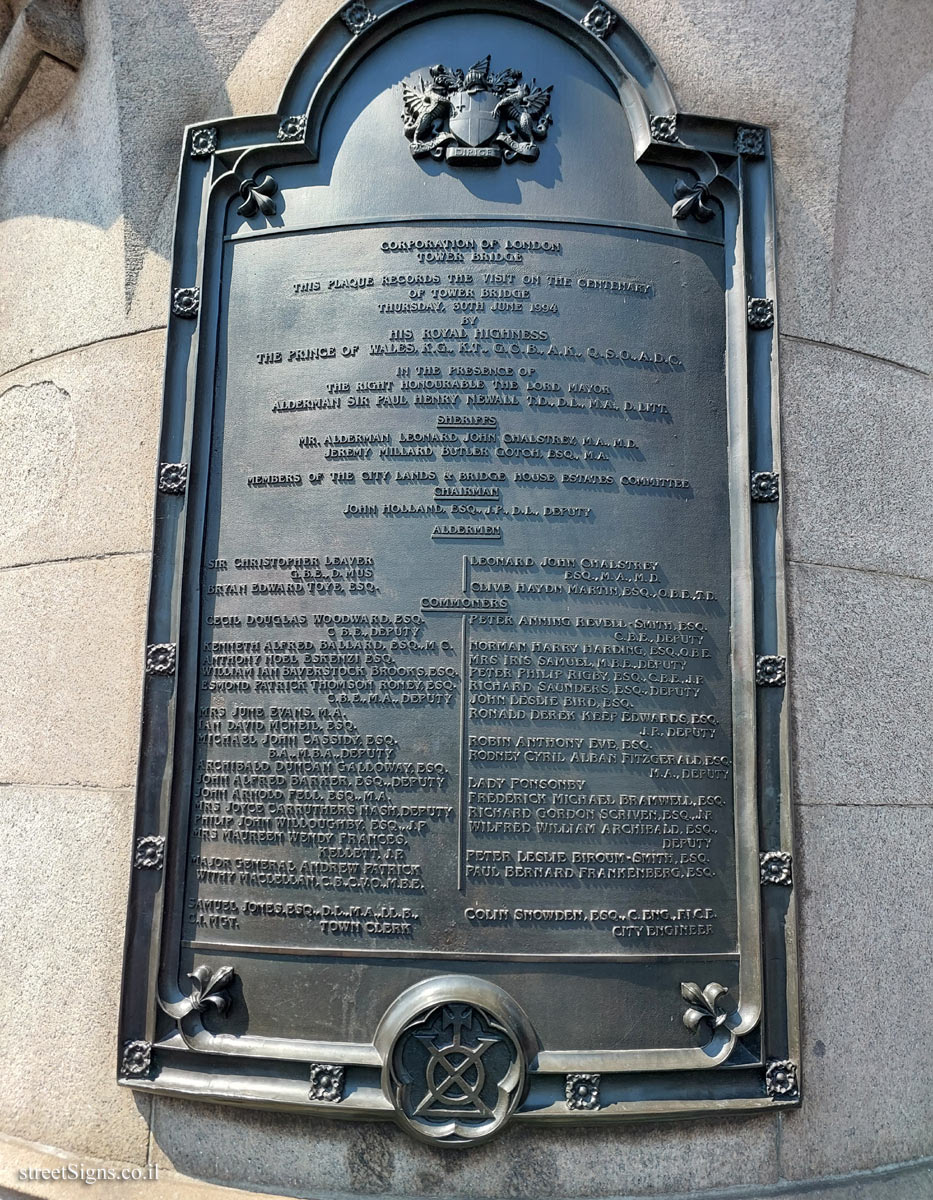 DIRIGE
CORPORATION OF LONDON
TOWER BRIDGE
THIS PLAQUE RECORDS THE VISIT ON THE CENTENARY
OF TOWER BRIDGE
THURSDAY, 30TH JUNE 1994
BY
HIS ROYAL HIGHNESS
THE PRINCE OF WALES, K.G., K.T., G.C.B., A.K., Q.S.O., A.D.C.
IN THE PRESENCE OF
THE RIGHT HONOURABLE THE LORD MAYOR
ALDERMAN SIR PAUL HENRY NEWALL T.D., D.L., M.A., D.LITT.
SHERIFFS
MR. ALDERMAN LEONARD JOHN CHALSTREY, M.A., M.D.
JEREMY MILLARD BUTLER GOTCH, ESQ., M.A.
MEMBERS OF THE CITY LANDS & BRIDGE HOUSE ESTATES COMMITTEE
CHAIRMAN
JOHN HOLLAND, ESQ., J.P., D.L., DEPUTY
ALDERMEN
SIR CHRISTOPHER LEAVER
G.B.E., D.MUS
BRYAN EDWARD TOYE, ESQ.
LEONARD JOHN CHALSTREY
ESQ., M.A., M.D.
CLIVE HAYDN MARTIN, ESQ., O.B.E., T.D.
COMMONERS
CECIL DOUGLAS WOODWARD, ESQ.
C.B.E., DEPUTY
KENNETH ALFRED BALLARD, ESQ., M.C.
ANTHONY NOEL ESKENZI ESQ.
WILLIAM IAN BAVERSTOCK BROOKS, ESQ.
ESMOND PATRICK THOMSON RONEY, ESQ.
C.B.E., M.A., DEPUTY
MRS JUNE EVANS, M.A.
IAN DAVID MCNEIL, ESQ.
MICHAEL JOHN CASSIDY, ESQ.
B.A., M.B.A., DEPUTY
ARCHIBALD DUNCAN GALLOWAY, ESQ.
JOHN ALFRED BARKER, ESQ., DEPUTY
JOHN ARNOLD FELL, ESQ., M.A.
MRS JOYCE CARRUTHERS NASH, DEPUTY
PHILIP JOHN WILLOUGHBY, ESQ., J.P
MRS MAUREEN WENDY FRANCES,
KELLETT, J.P.
MAJOR GENERAL ANDREW PATRICK
WITHY MACLELLAN, C.B., C.V.O., M.B.E.
PETER ANNING REVELL-SMITH, ESQ.
C.B.E., DEPUTY
NORMAN HARRY HARDING, ESQ., O.B.E.
MRS IRIS SAMUEL, M.B.E., DEPUTY
PETER PHILIP RIGBY, ESQ., C.B.E., J.P.
RICHARD SAUNDERS, ESQ., DEPUTY
JOHN LESLIE BIRD, ESQ.
RONALD DEREK KEEP EDWARDS, ESQ.
J.P., DEPUTY
ROBIN ANTHONY EVE, ESQ.
RODNEY CYRIL ALBAN FITZGERALD, ESQ.
M.A., DEPUTY
LADY PONSONBY
FREDERICK MICHAEL BRAMWELL, ESQ.
RICHARD GORDON SCRIVEN, ESQ., J.P
WILFRED WILLIAM ARCHIBALD, ESQ.,
DEPUTY
PETER LESLIE BIROUM-SMITH, ESQ.
PAUL BERNARD FRANKENBERG, ESQ.
SAMUEL JONES, ESQ., D.L., M.A., LL.B.,
C.I.MGT. TOWN CLERK
COLIN SNOWDEN, ESQ., C.ENG., F.I.C.E.
CITY ENGINEER
streetSigns.co.il